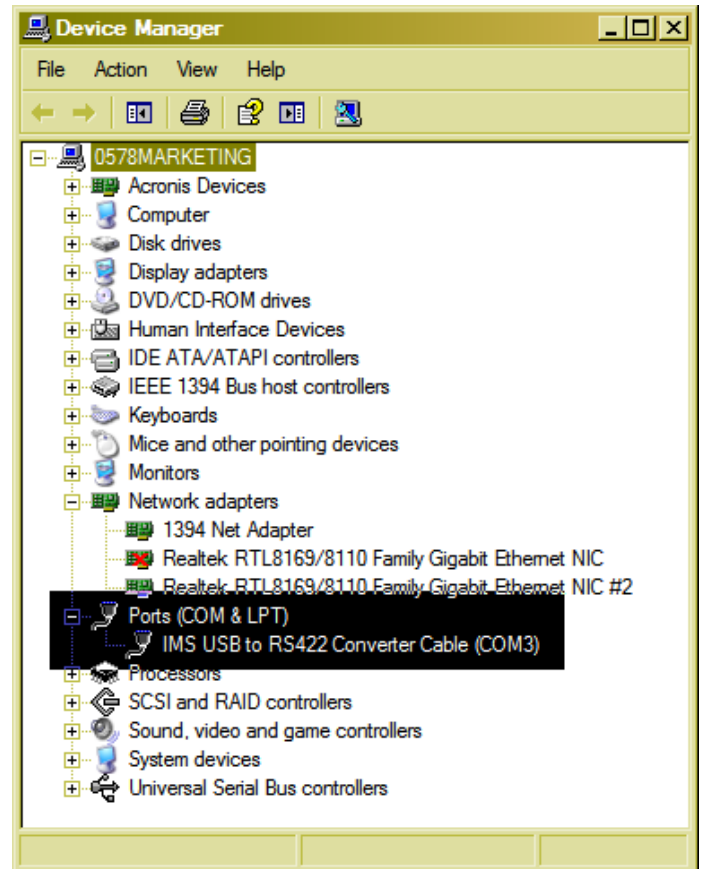 Device Manager
File Action View Help
0578MARKETING
Acronis Devices
Computer
Disk drives
Display adapters
DVD/CD-ROM drives
Human Interface Devices
IDE ATA/ATAPI controllers
IEEE 1394 Bus host controllers
Keyboards
Mice and other pointing devices
Monitors
Network adapters
1394 Net Adapter
Realtek RTL8169/8110 Family Gigabit Ethernet NIC
Realtek RTL8169/8110 Family Gigabit Ethernet NIC #2
Ports (COM & LPT)
IMS USB to RS422 Converter Cable (COM3)
Processors
SCSI and RAID controllers
Sound, video and game controllers
System devices
Universal Serial Bus controllers